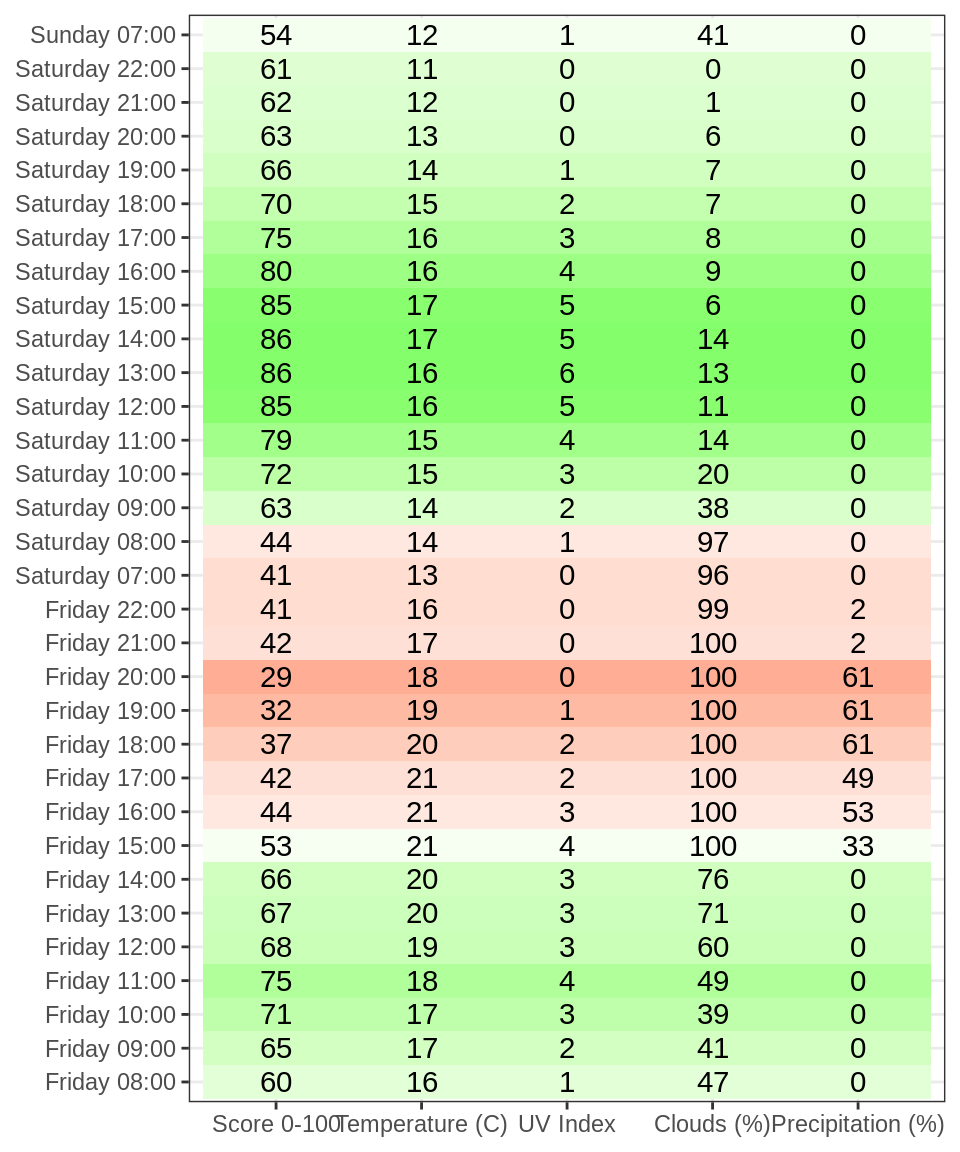 Sunday 07:00 54 12 1 41 0
Saturday 22:00 61 11 0 0 0
Saturday 21:00 62 12 0 1 0
Saturday 20:00 63 13 0 6 0
Saturday 19:00 66 14 1 7 0
Saturday 18:00 70 15 2 7 0
Saturday 17:00 75 16 3 8 0
Saturday 16:00 80 16 4 9 0
Saturday 15:00 85 17 5 6 0
Saturday 14:00 86 17 5 14 0
Saturday 13:00 86 16 6 13 0
Saturday 12:00 85 16 5 11 0
Saturday 11:00 79 15 4 14 0
Saturday 10:00 72 15 3 20 0
Saturday 09:00 63 14 2 38 0
Saturday 08:00 44 14 1 97 0
Saturday 07:00 41 13 0 96 0
Friday 22:00 41 16 0 99 2
Friday 21:00 42 17 0 100 2
Friday 20:00 29 18 0 100 61
Friday 19:00 32 19 1 100 61
Friday 18:00 37 20 2 100 61
Friday 17:00 42 21 2 100 49
Friday 16:00 44 21 3 100 53
Friday 15:00 53 21 4 100 33
Friday 14:00 66 20 3 76 0
Friday 13:00 67 20 3 71 0
Friday 12:00 68 19 3 60 0
Friday 11:00 75 18 4 49 0
Friday 10:00 71 17 3 39 0
Friday 09:00 65 17 2 41 0
Friday 08:00 60 16 1 47 0
Score 0-100 Temperature (C) UV Index Clouds (%) Precipitation (%)